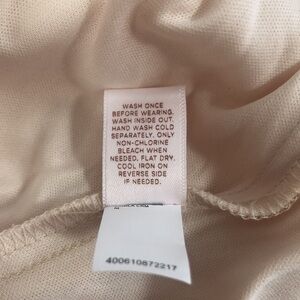 WASH ONCE
BEFORE WEARING.
WASH INSIDE OUT.
HAND WASH COLD
SEPARATELY. ONLY
NON-CHLORINE
BLEACH WHEN
NEEDED. FLAT DRY.
COOL IRON ON
REVERSE SIDE
IF NEEDED.
400610872217